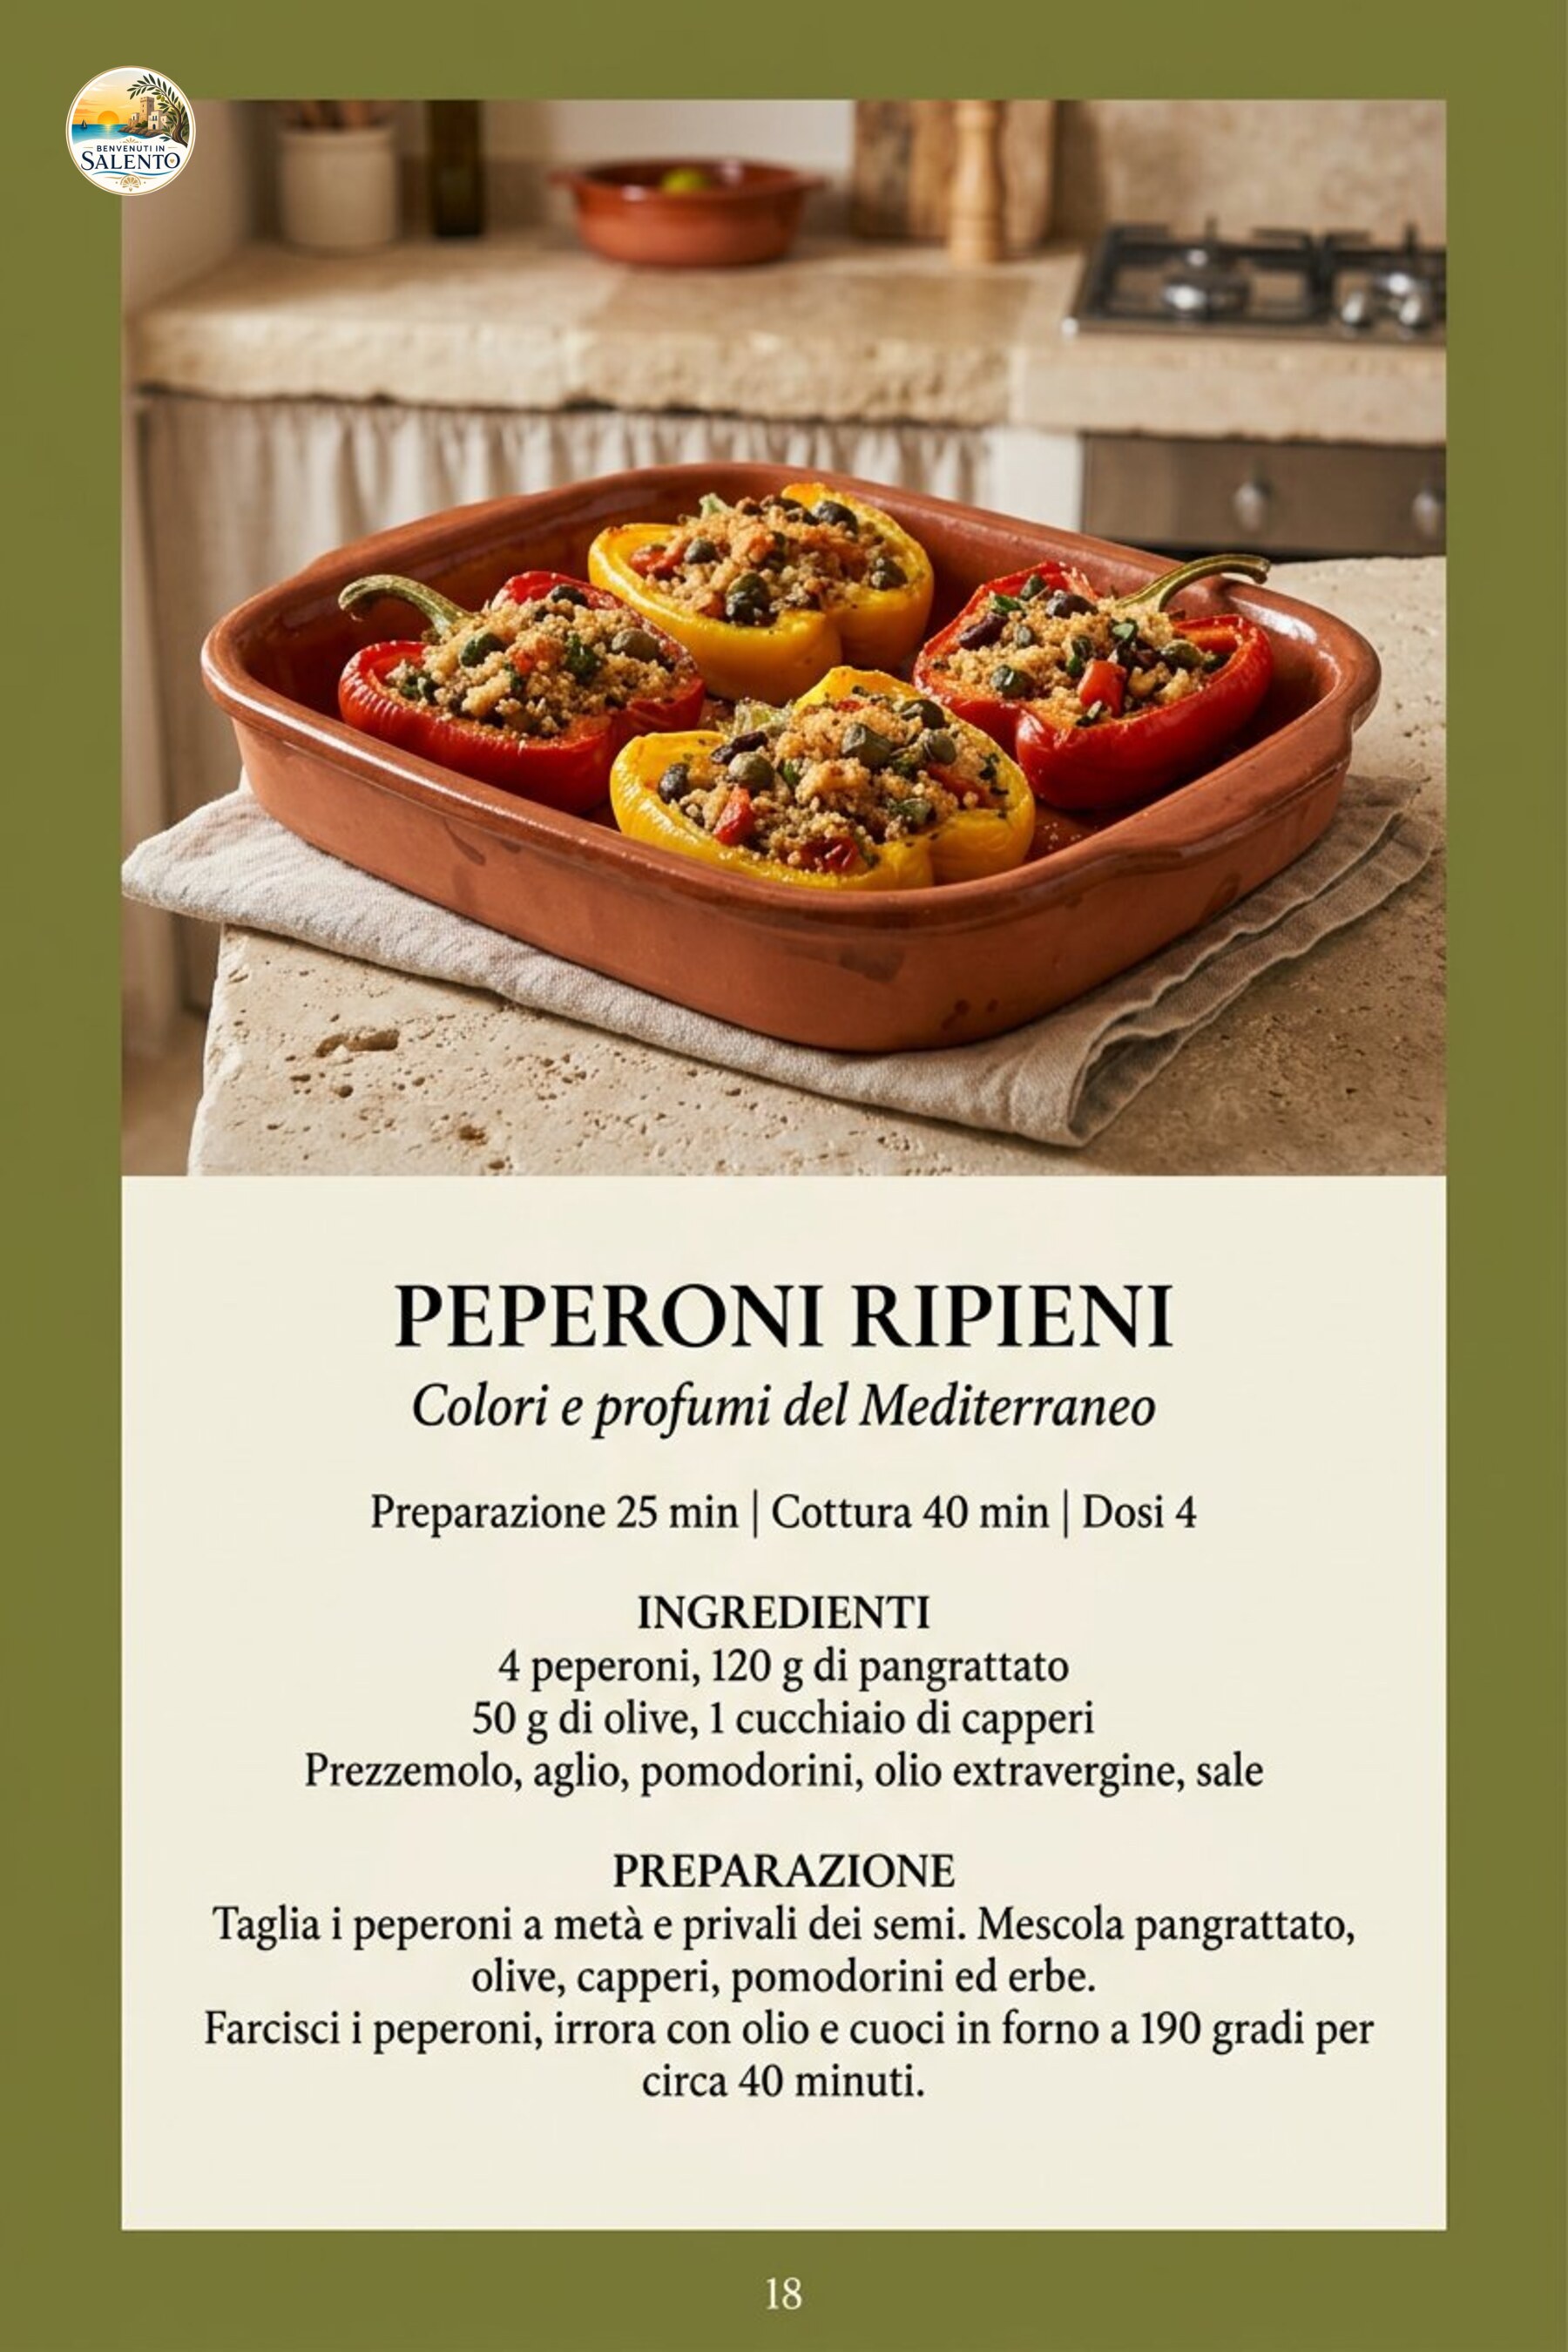 BENVENUTI IN
SALENTO
PEPERONI RIPIENI
Colori e profumi del Mediterraneo
Preparazione 25 min | Cottura 40 min | Dosi 4
INGREDIENTI
4 peperoni, 120 g di pangrattato
50 g di olive, 1 cucchiaio di capperi
Prezzemolo, aglio, pomodorini, olio extravergine, sale
PREPARAZIONE
Taglia i peperoni a metà e privali dei semi. Mescola pangrattato,
olive, capperi, pomodorini ed erbe.
Farcisci i peperoni, irrora con olio e cuoci in forno a 190 gradi per
circa 40 minuti.
18